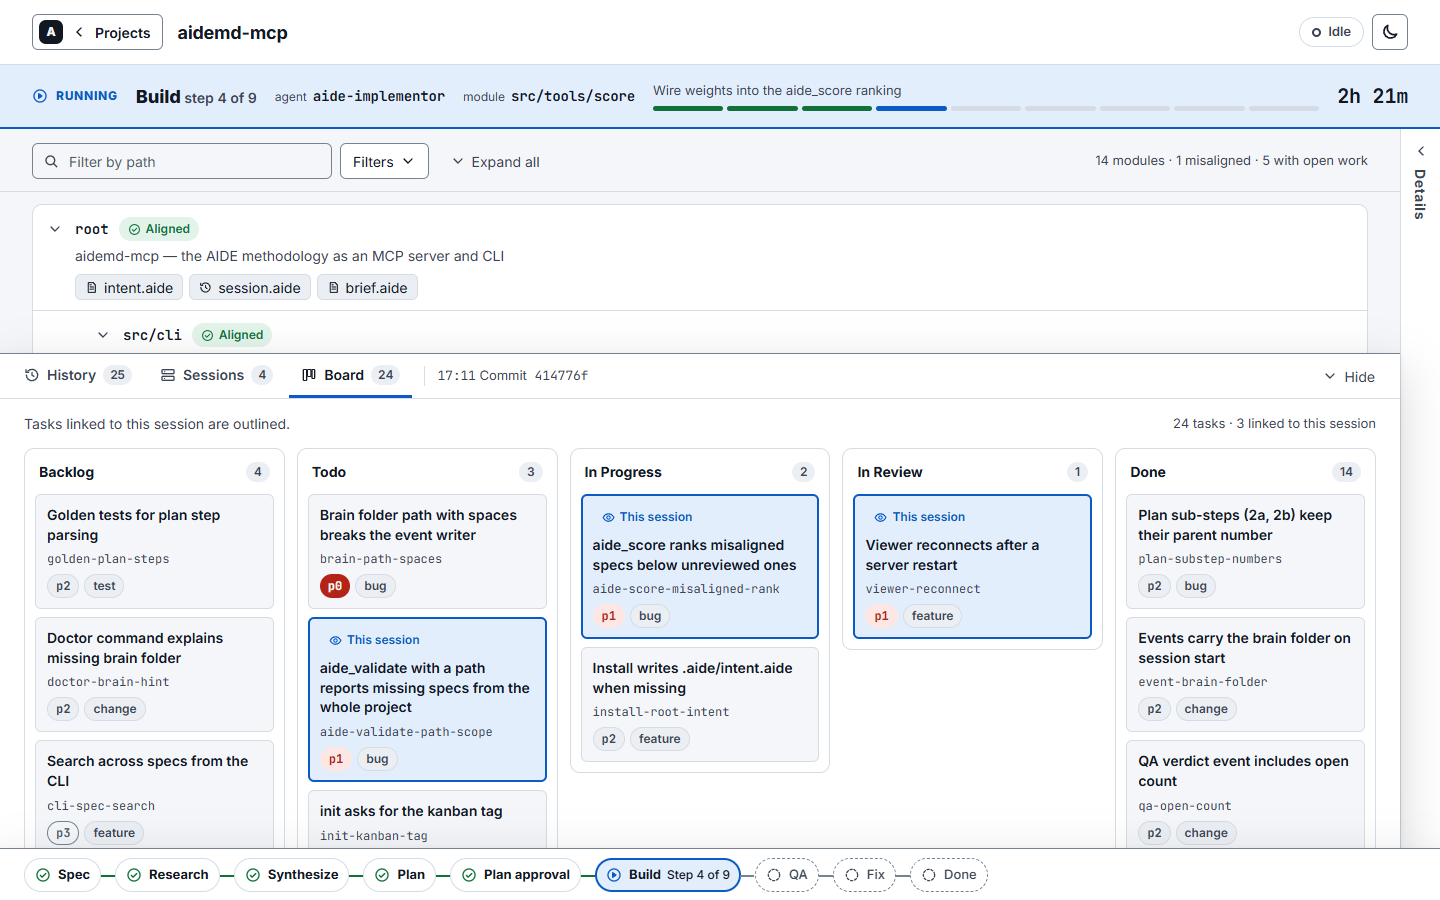 A Projects aidemd-mcp Idle
RUNNING Build step 4 of 9 agent aide-implementor module src/tools/score Wire weights into the aide_score ranking 2h 21m
Filter by path Filters Expand all 14 modules · 1 misaligned · 5 with open work
Details
root Aligned
aidemd-mcp — the AIDE methodology as an MCP server and CLI
intent.aide session.aide brief.aide
src/cli Aligned
History 25 Sessions 4 Board 24 17:11 Commit 414776f Hide
Tasks linked to this session are outlined. 24 tasks · 3 linked to this session
Backlog 4
Golden tests for plan step
parsing
golden-plan-steps
p2 test
Doctor command explains
missing brain folder
doctor-brain-hint
p2 change
Search across specs from the
CLI
cli-spec-search
p3 feature
Todo 3
Brain folder path with spaces
breaks the event writer
brain-path-spaces
p0 bug
This session
aide_validate with a path
reports missing specs from the
whole project
aide-validate-path-scope
p1 bug
init asks for the kanban tag
init-kanban-tag
In Progress 2
This session
aide_score ranks misaligned
specs below unreviewed ones
aide-score-misaligned-rank
p1 bug
Install writes .aide/intent.aide
when missing
install-root-intent
p2 feature
In Review 1
This session
Viewer reconnects after a
server restart
viewer-reconnect
p1 feature
Done 14
Plan sub-steps (2a, 2b) keep
their parent number
plan-substep-numbers
p2 bug
Events carry the brain folder on
session start
event-brain-folder
p2 change
QA verdict event includes open
count
qa-open-count
p2 change
Spec Research Synthesize Plan Plan approval Build Step 4 of 9 QA Fix Done